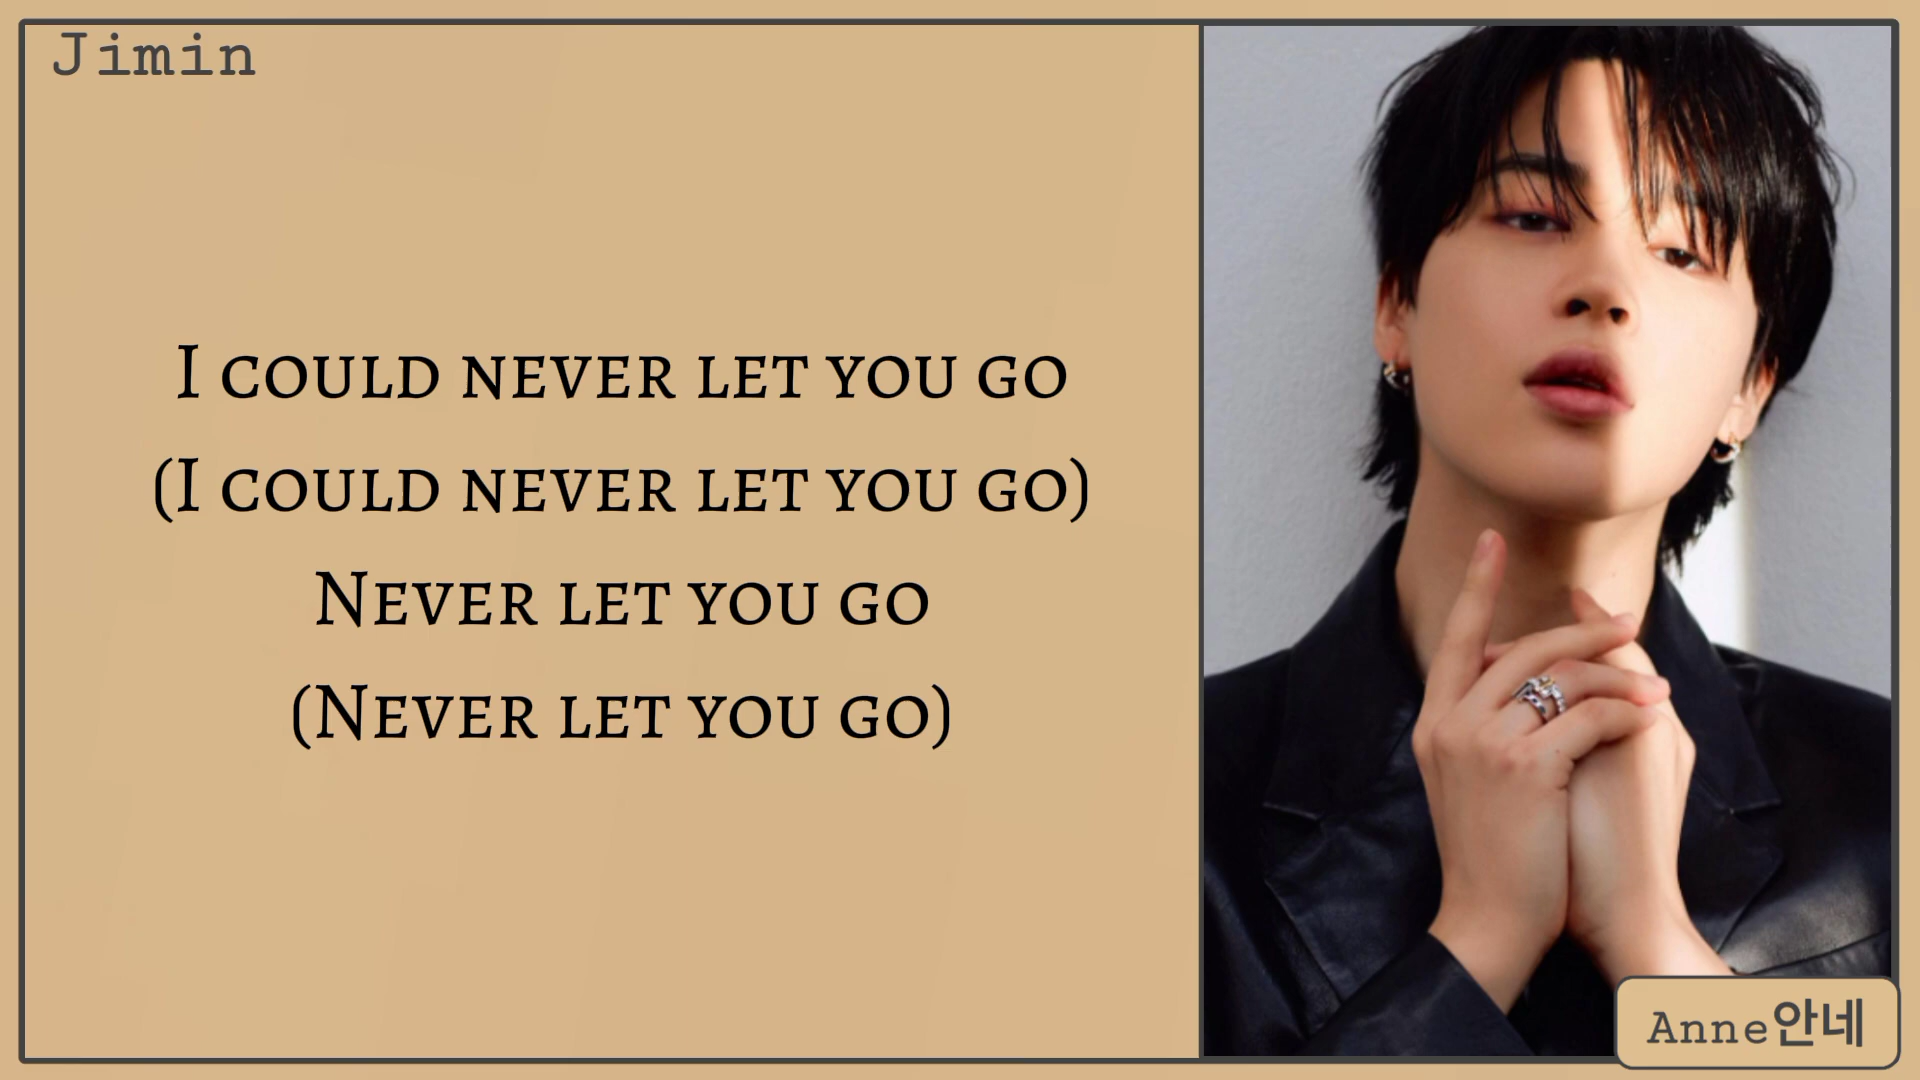 Jimin
I could never let you go
(I could never let you go)
Never let you go
(Never let you go)
Anne안네